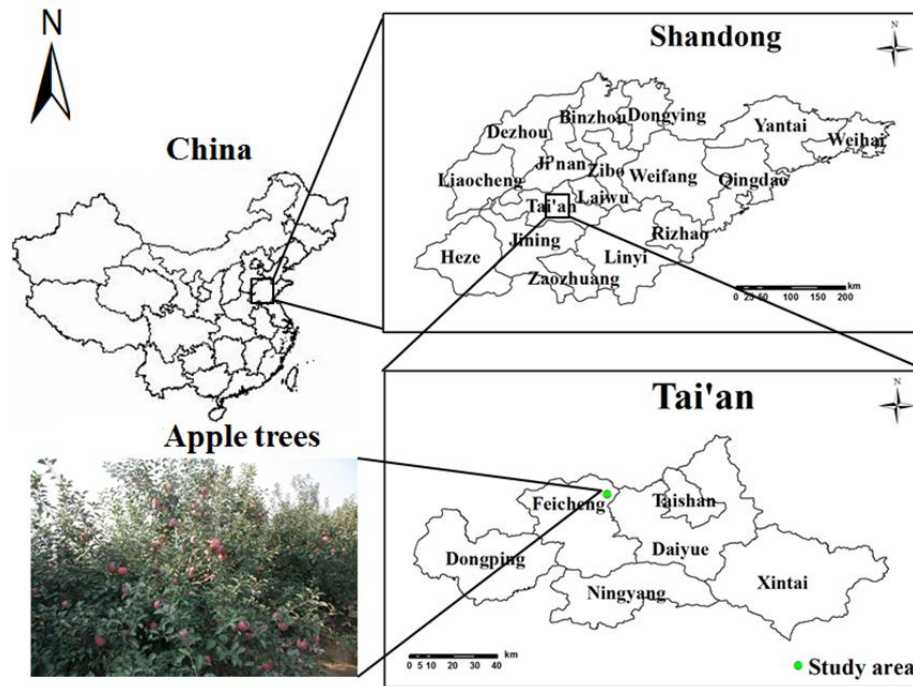 N
China
Shandong
N
Binzhou
Dongying
Dezhou
Yantai
Weihai
Ji'nan
Zibo
Weifang
Liaocheng
Qingdao
Tai'an
Laiwu
Heze
Jining
Rizhao
Linyi
Zaozhuang
km
0 25 50 100 150 200
Apple trees
Tai'an
N
Feicheng
Taishan
Dongping
Daiyue
Ningyang
Xintai
km
0 5 10 20 30 40
Study area